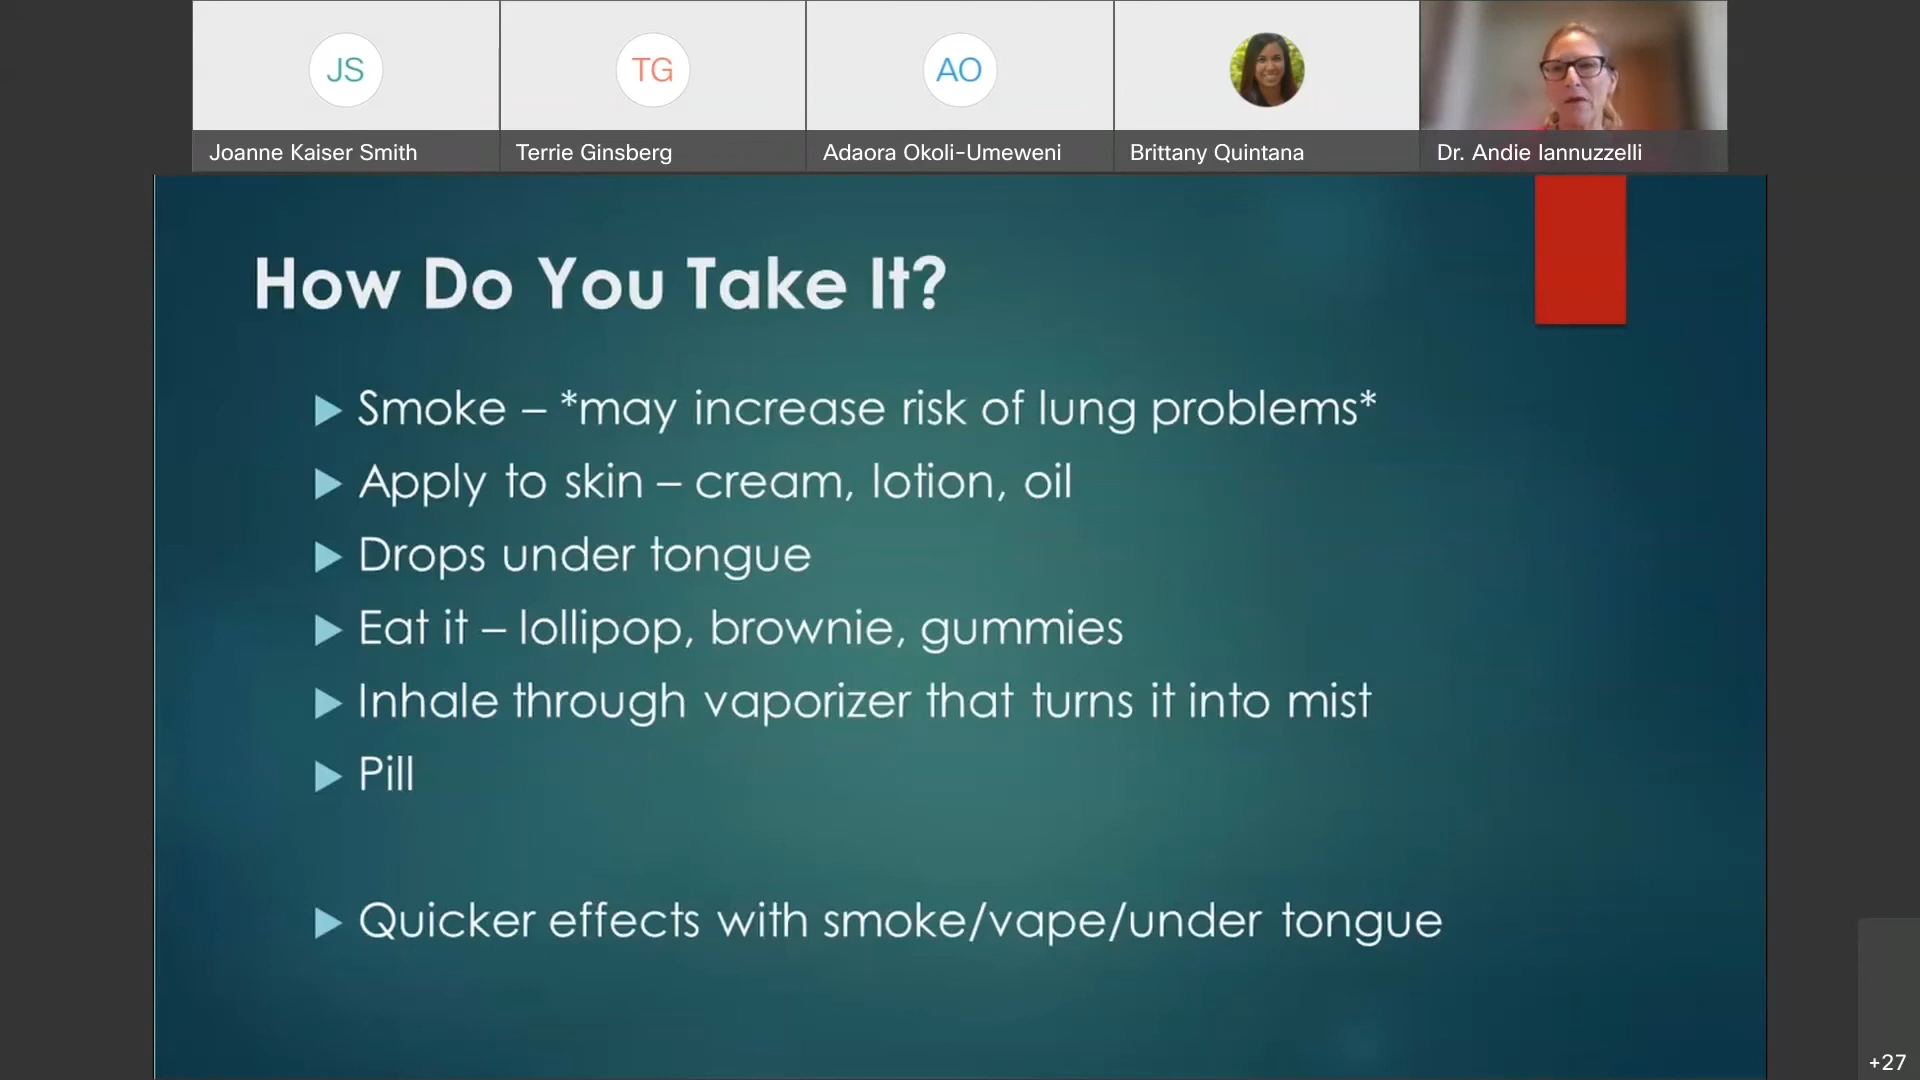 JS
TG
AO
Joanne Kaiser Smith
Terrie Ginsberg
Adaora Okoli-Umeweni
Brittany Quintana
Dr. Andie Iannuzzelli
How Do You Take It?
Smoke – *may increase risk of lung problems*
Apply to skin – cream, lotion, oil
Drops under tongue
Eat it – lollipop, brownie, gummies
Inhale through vaporizer that turns it into mist
Pill
Quicker effects with smoke/vape/under tongue
+27